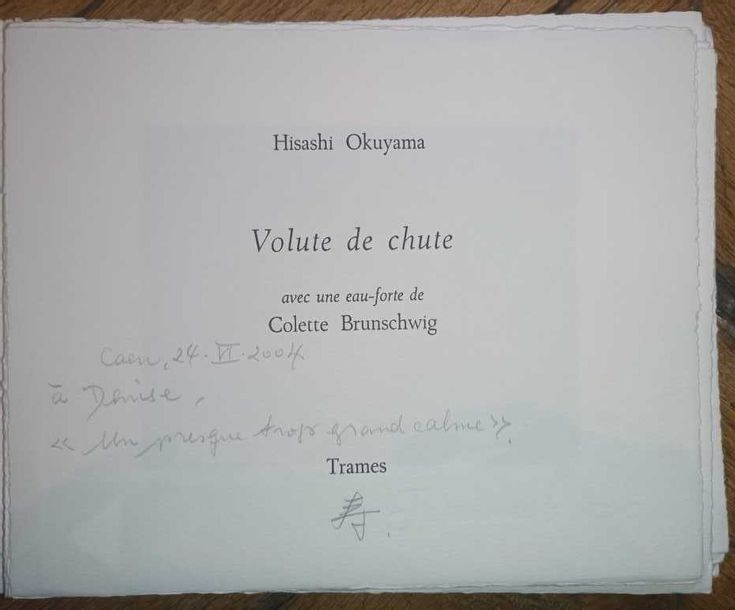 Hisashi Okuyama
Volute de chute
avec une eau-forte de
Colette Brunschwig
Caen, 24.VI.2004
à Denise,
« Un presque trop grand calme ».
Trames
寿.